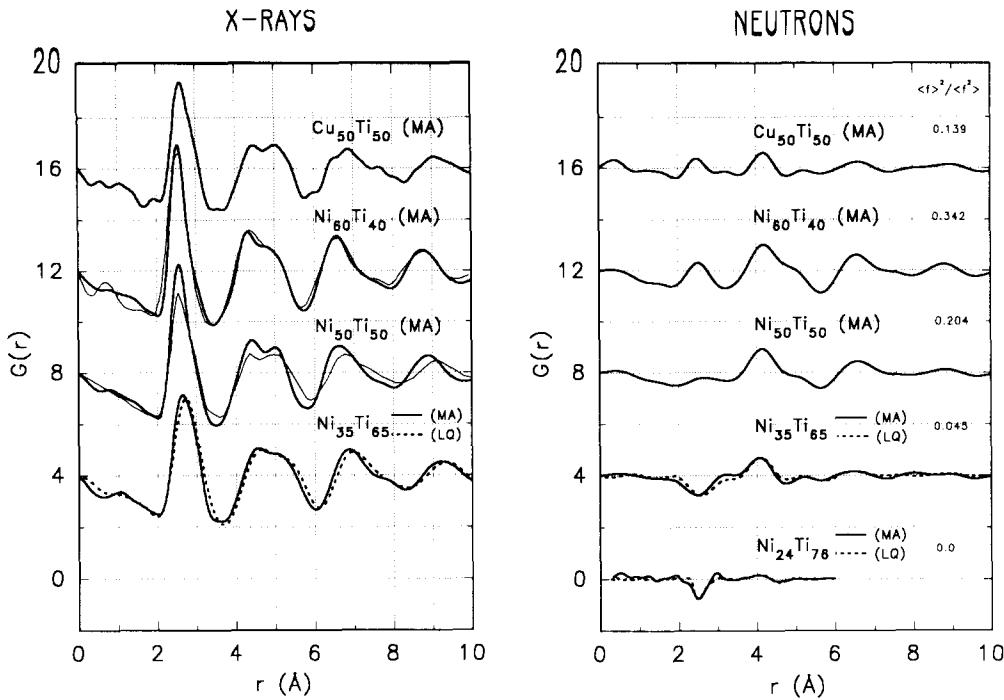 X-RAYS
20
16
12
8
4
0
G(r)
Cu50Ti50 (MA)
Ni60Ti40 (MA)
Ni50Ti50 (MA)
Ni35Ti65 (MA)
(LQ)
0 2 4 6 8 10
r (Å)
NEUTRONS
20
16
12
8
4
0
G(r)
<f>²/<f²>
Cu50Ti50 (MA) 0.139
Ni60Ti40 (MA) 0.342
Ni50Ti50 (MA) 0.204
Ni35Ti65 (MA) 0.045
(LQ)
Ni24Ti76 (MA) 0.0
(LQ)
0 2 4 6 8 10
r (Å)